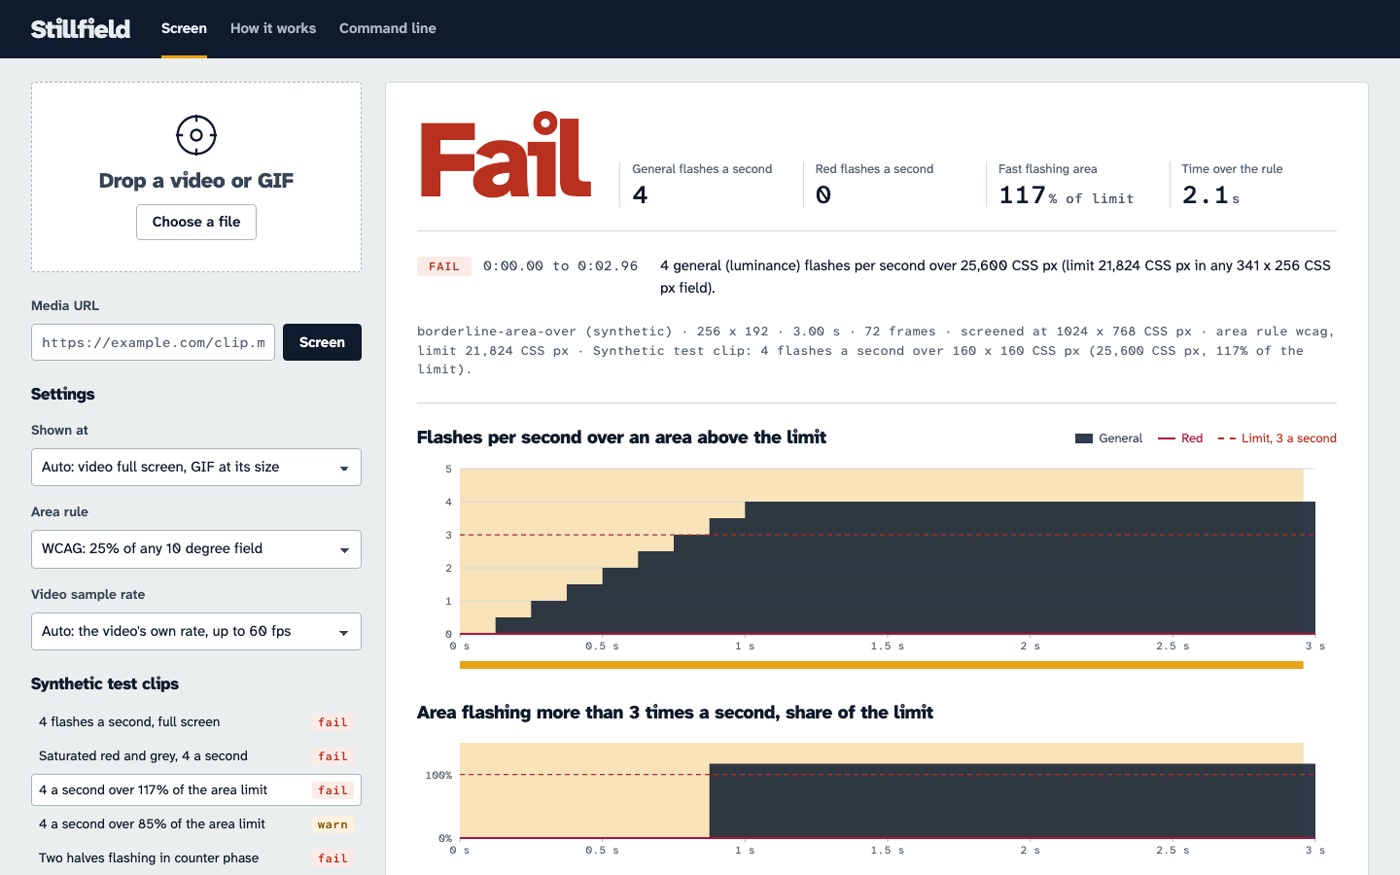 Stillfield
Screen
How it works
Command line
Drop a video or GIF
Choose a file
Media URL
https://example.com/clip.m
Screen
Settings
Shown at
Auto: video full screen, GIF at its size
Area rule
WCAG: 25% of any 10 degree field
Video sample rate
Auto: the video's own rate, up to 60 fps
Synthetic test clips
4 flashes a second, full screen
fail
Saturated red and grey, 4 a second
fail
4 a second over 117% of the area limit
fail
4 a second over 85% of the area limit
warn
Two halves flashing in counter phase
fail
Fail
General flashes a second
4
Red flashes a second
0
Fast flashing area
117% of limit
Time over the rule
2.1 s
FAIL
0:00.00 to 0:02.96
4 general (luminance) flashes per second over 25,600 CSS px (limit 21,824 CSS px in any 341 x 256 CSS
px field).
borderline-area-over (synthetic) · 256 x 192 · 3.00 s · 72 frames · screened at 1024 x 768 CSS px · area rule wcag,
limit 21,824 CSS px · Synthetic test clip: 4 flashes a second over 160 x 160 CSS px (25,600 CSS px, 117% of the
limit).
Flashes per second over an area above the limit
General
Red
Limit, 3 a second
5
4
3
2
1
0
0 s
0.5 s
1 s
1.5 s
2 s
2.5 s
3 s
Area flashing more than 3 times a second, share of the limit
100%
0%
0 s
0.5 s
1 s
1.5 s
2 s
2.5 s
3 s